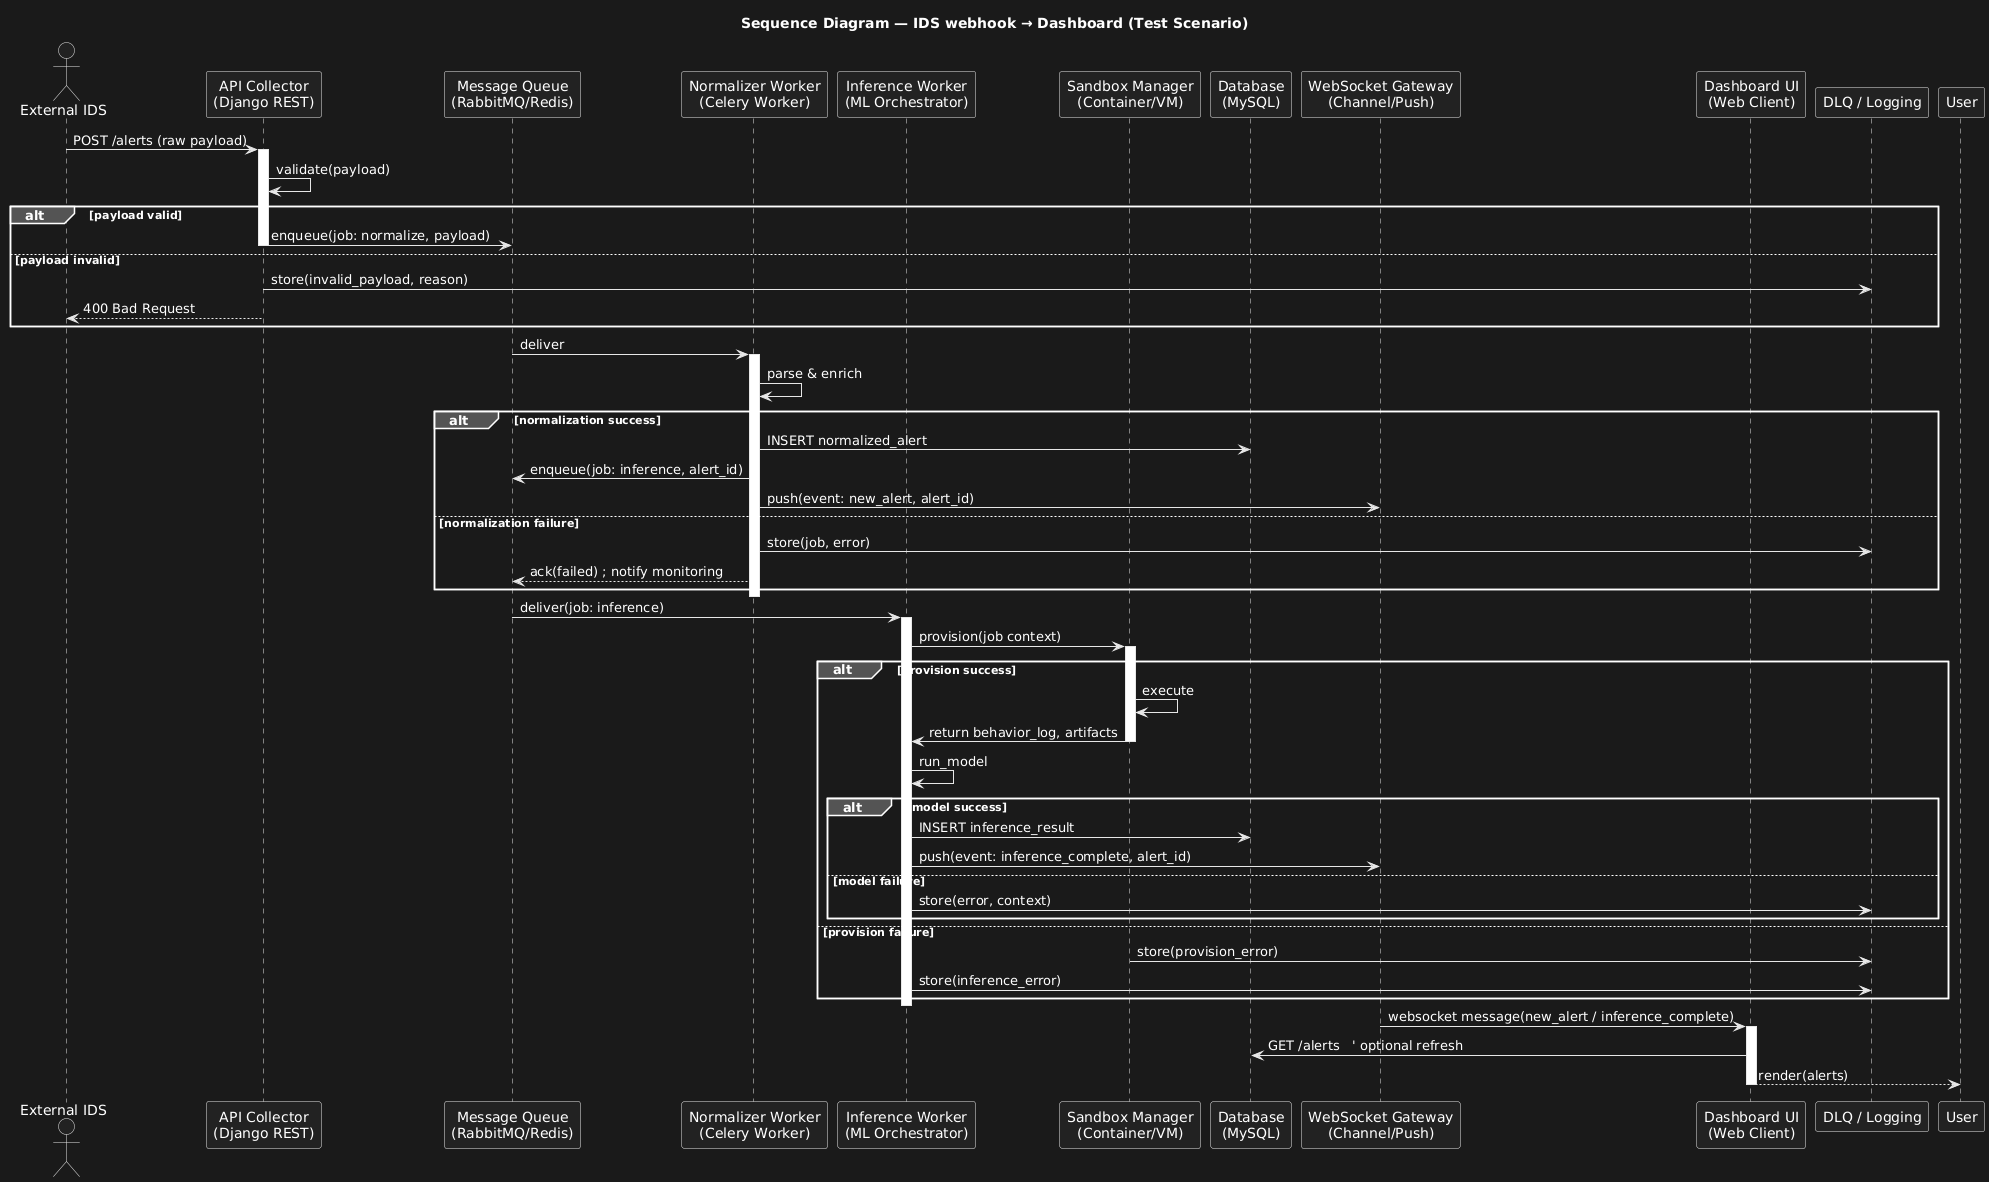 Sequence Diagram — IDS webhook → Dashboard (Test Scenario)
External IDS
API Collector
(Django REST)
Message Queue
(RabbitMQ/Redis)
Normalizer Worker
(Celery Worker)
Inference Worker
(ML Orchestrator)
Sandbox Manager
(Container/VM)
Database
(MySQL)
WebSocket Gateway
(Channel/Push)
Dashboard UI
(Web Client)
DLQ / Logging
User
POST /alerts (raw payload)
validate(payload)
alt [payload valid]
enqueue(job: normalize, payload)
[payload invalid]
store(invalid_payload, reason)
400 Bad Request
deliver
parse & enrich
alt [normalization success]
INSERT normalized_alert
enqueue(job: inference, alert_id)
push(event: new_alert, alert_id)
[normalization failure]
store(job, error)
ack(failed) ; notify monitoring
deliver(job: inference)
provision(job context)
alt [provision success]
execute
return behavior_log, artifacts
run_model
alt [model success]
INSERT inference_result
push(event: inference_complete, alert_id)
[model failure]
store(error, context)
[provision failure]
store(provision_error)
store(inference_error)
websocket message(new_alert / inference_complete)
GET /alerts   ' optional refresh
render(alerts)
External IDS
API Collector
(Django REST)
Message Queue
(RabbitMQ/Redis)
Normalizer Worker
(Celery Worker)
Inference Worker
(ML Orchestrator)
Sandbox Manager
(Container/VM)
Database
(MySQL)
WebSocket Gateway
(Channel/Push)
Dashboard UI
(Web Client)
DLQ / Logging
User